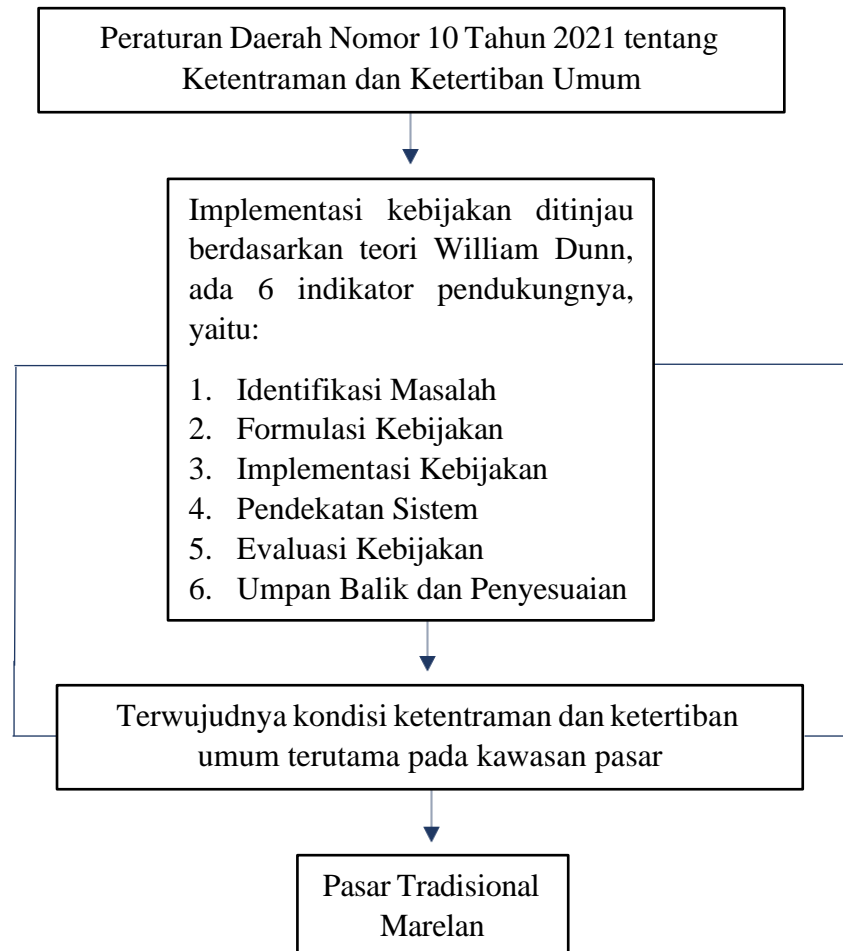 Peraturan Daerah Nomor 10 Tahun 2021 tentang
Ketentraman dan Ketertiban Umum
Implementasi kebijakan ditinjau
berdasarkan teori William Dunn,
ada 6 indikator pendukungnya,
yaitu:
1. Identifikasi Masalah
2. Formulasi Kebijakan
3. Implementasi Kebijakan
4. Pendekatan Sistem
5. Evaluasi Kebijakan
6. Umpan Balik dan Penyesuaian
Terwujudnya kondisi ketentraman dan ketertiban
umum terutama pada kawasan pasar
Pasar Tradisional
Marelan